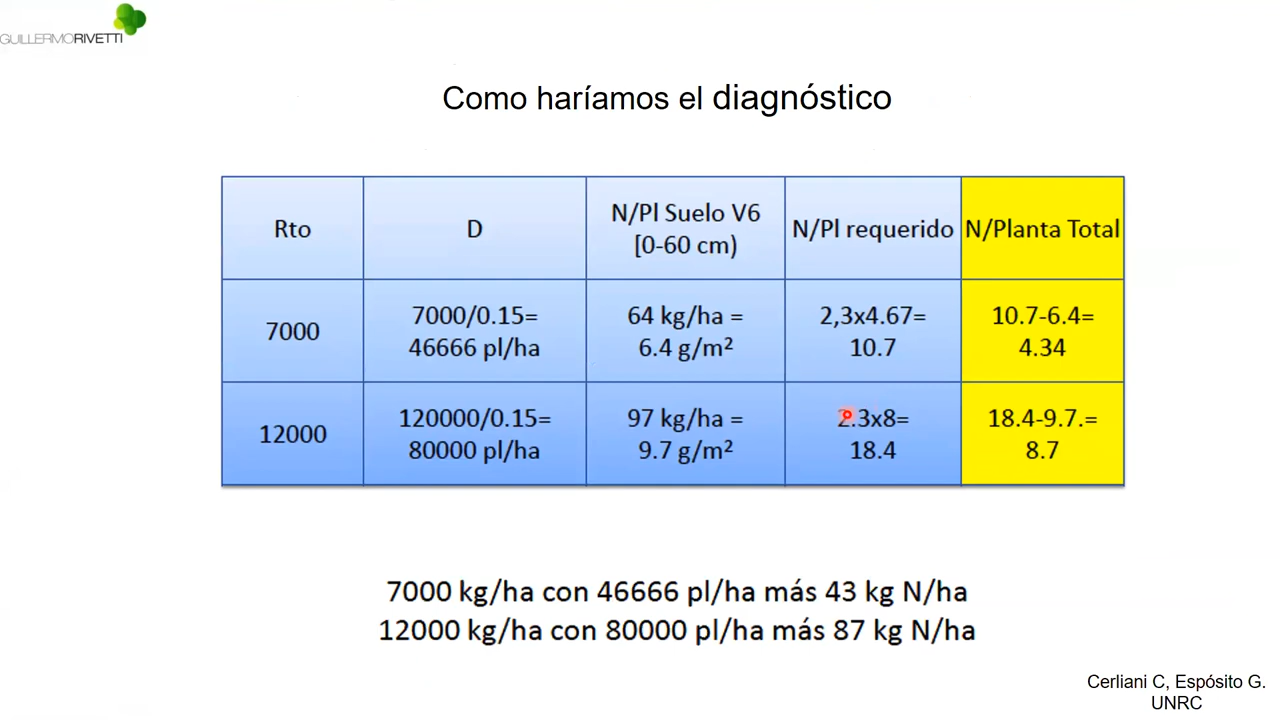 GUILLERMORIVETTI
Como haríamos el diagnóstico
Rto
D
N/Pl Suelo V6
[0-60 cm)
N/Pl requerido
N/Planta Total
7000
7000/0.15=
46666 pl/ha
64 kg/ha =
6.4 g/m²
2,3x4.67=
10.7
10.7-6.4=
4.34
12000
120000/0.15=
80000 pl/ha
97 kg/ha =
9.7 g/m²
2.3x8=
18.4
18.4-9.7.=
8.7
7000 kg/ha con 46666 pl/ha más 43 kg N/ha
12000 kg/ha con 80000 pl/ha más 87 kg N/ha
Cerliani C, Espósito G.
UNRC